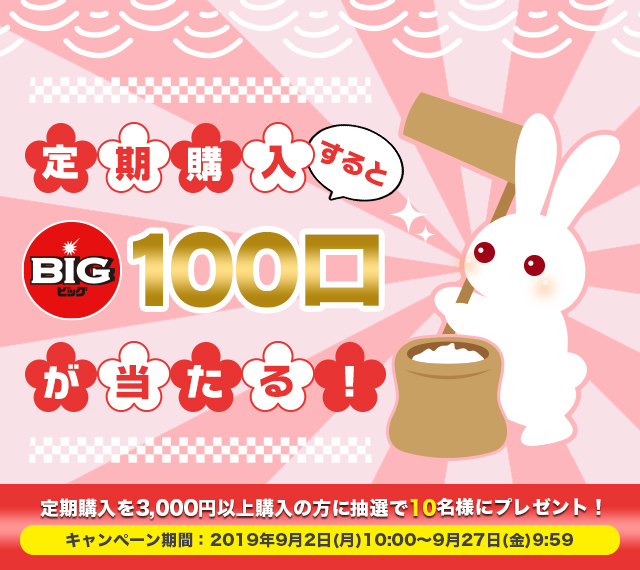 定期購入すると
BIG
ビッグ
100口
が当たる!
定期購入を3,000円以上購入の方に抽選で10名様にプレゼント!
キャンペーン期間:2019年9月2日(月)10:00〜9月27日(金)9:59